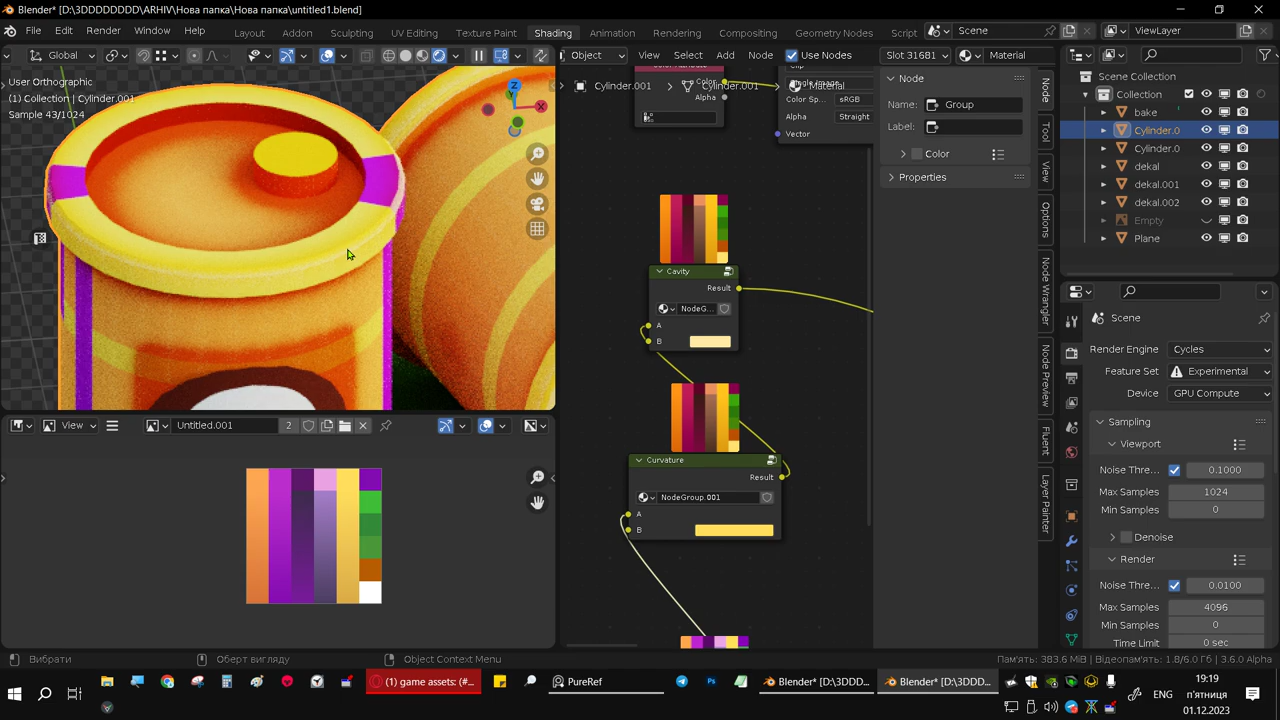 Blender* [D:\3DDDDDDDD\ARHIV\Нова папка\Нова папка\untitled1.blend]
File Edit Render Window Help Layout Addon Sculpting UV Editing Texture Paint Shading Rendering Compositing Geometry Nodes Scripting Scene ViewLayer
Global Object View Select Add Node Use Nodes Slot 31681 Material
User Orthographic
(1) Collection | Cylinder.001
Sample 43/1024
Z
X
Y
Cylinder.001 Cylinder.001 Material
Color
Alpha
Single Image
Color Sp... sRGB
Alpha Straight
Vector
Cavity
Result
NodeG...
A
B
Curvature
Result
NodeGroup.001
A
B
Node
Name: Group
Label:
Color
Properties
Node
Tool
View
Options
Node Wrangler
Node Preview
Fluent
Layer Painter
Scene Collection
Collection
bake
Cylinder.0
Cylinder.0
dekal
dekal.001
dekal.002
Empty
Plane
Scene
Render Engine Cycles
Feature Set Experimental
Device GPU Compute
Sampling
Viewport
Noise Thre... 0.1000
Max Samples 1024
Min Samples 0
Denoise
Render
Noise Thre... 0.0100
Max Samples 4096
Min Samples 0
Time Limit 0 sec
View Untitled.001 2
Вибрати Оберт вигляду Object Context Menu Пам'ять: 383.6 MiB | Відеопам'ять: 1.8/6.0 Гб | 3.6.0 Alpha
(1) game assets: (#... PureRef Blender* [D:\3DDD... Blender* [D:\3DDD... ENG
19:19
п'ятниця
01.12.2023